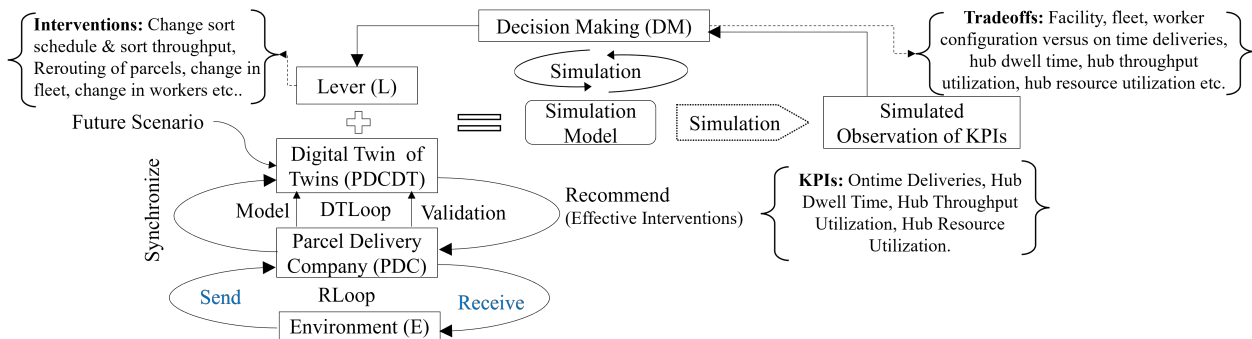 Interventions: Change sort
schedule & sort throughput,
Rerouting of parcels, change in
fleet, change in workers etc..
Decision Making (DM)
Tradeoffs: Facility, fleet, worker
configuration versus on time deliveries,
hub dwell time, hub throughput
utilization, hub resource utilization etc.
Simulation
Lever (L)
Future Scenario
Simulation
Model
Simulation
Simulated
Observation of KPIs
Digital Twin of
Twins (PDCDT)
Synchronize
Model
DTLoop
Validation
Recommend
(Effective Interventions)
KPIs: Ontime Deliveries, Hub
Dwell Time, Hub Throughput
Utilization, Hub Resource
Utilization.
Parcel Delivery
Company (PDC)
Send
RLoop
Receive
Environment (E)